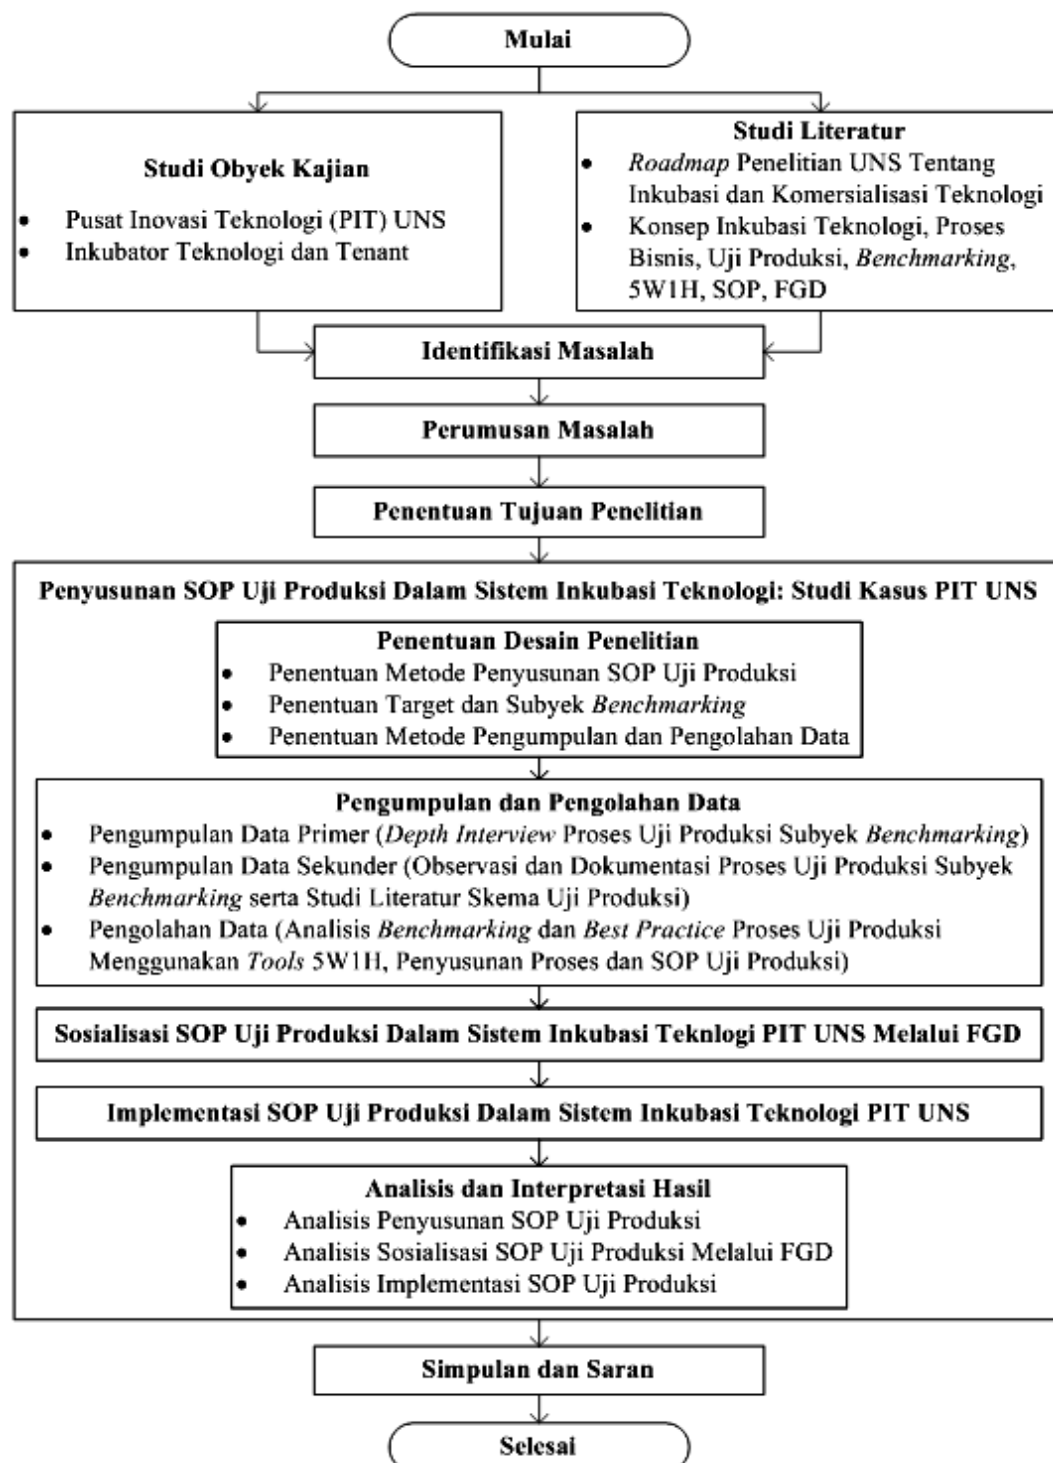 Mulai
Studi Obyek Kajian
• Pusat Inovasi Teknologi (PIT) UNS
• Inkubator Teknologi dan Tenant
Studi Literatur
• Roadmap Penelitian UNS Tentang
Inkubasi dan Komersialisasi Teknologi
• Konsep Inkubasi Teknologi, Proses
Bisnis, Uji Produksi, Benchmarking,
5W1H, SOP, FGD
Identifikasi Masalah
Perumusan Masalah
Penentuan Tujuan Penelitian
Penyusunan SOP Uji Produksi Dalam Sistem Inkubasi Teknologi: Studi Kasus PIT UNS
Penentuan Desain Penelitian
• Penentuan Metode Penyusunan SOP Uji Produksi
• Penentuan Target dan Subyek Benchmarking
• Penentuan Metode Pengumpulan dan Pengolahan Data
Pengumpulan dan Pengolahan Data
• Pengumpulan Data Primer (Depth Interview Proses Uji Produksi Subyek Benchmarking)
• Pengumpulan Data Sekunder (Observasi dan Dokumentasi Proses Uji Produksi Subyek
Benchmarking serta Studi Literatur Skema Uji Produksi)
• Pengolahan Data (Analisis Benchmarking dan Best Practice Proses Uji Produksi
Menggunakan Tools 5W1H, Penyusunan Proses dan SOP Uji Produksi)
Sosialisasi SOP Uji Produksi Dalam Sistem Inkubasi Teknlogi PIT UNS Melalui FGD
Implementasi SOP Uji Produksi Dalam Sistem Inkubasi Teknologi PIT UNS
Analisis dan Interpretasi Hasil
• Analisis Penyusunan SOP Uji Produksi
• Analisis Sosialisasi SOP Uji Produksi Melalui FGD
• Analisis Implementasi SOP Uji Produksi
Simpulan dan Saran
Selesai